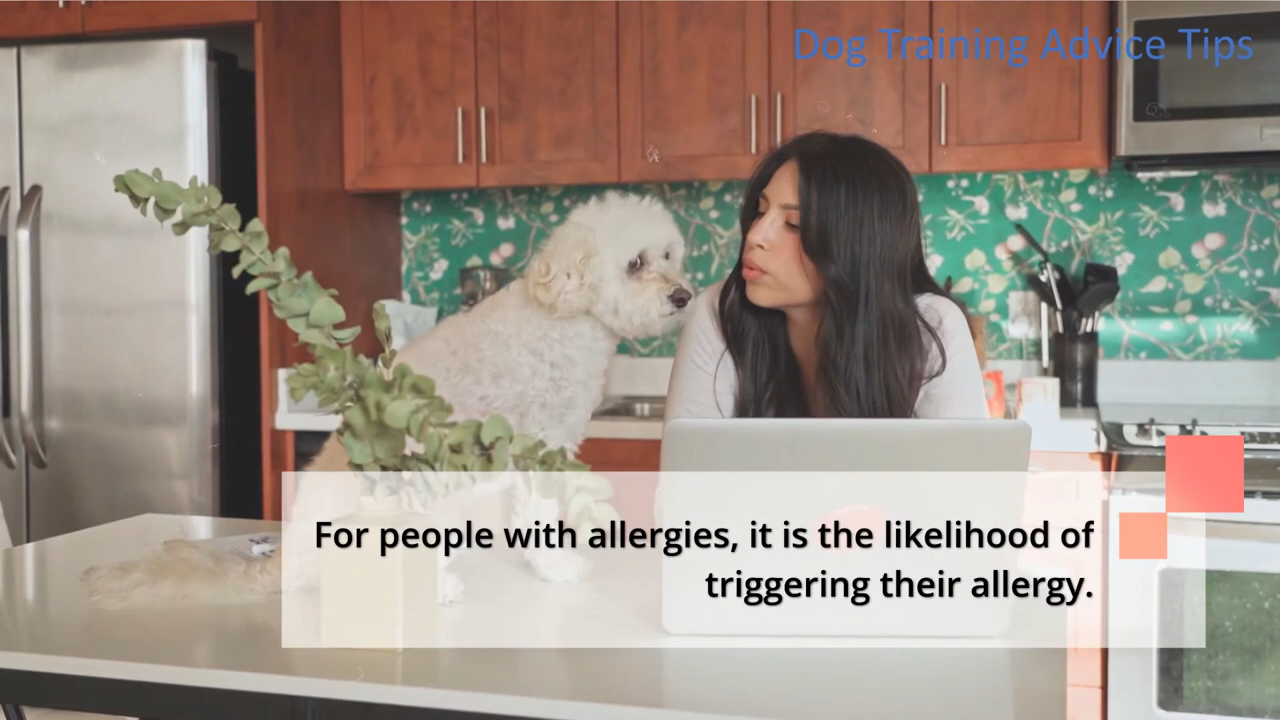 Dog Training Advice Tips
For people with allergies, it is the likelihood of
triggering their allergy.